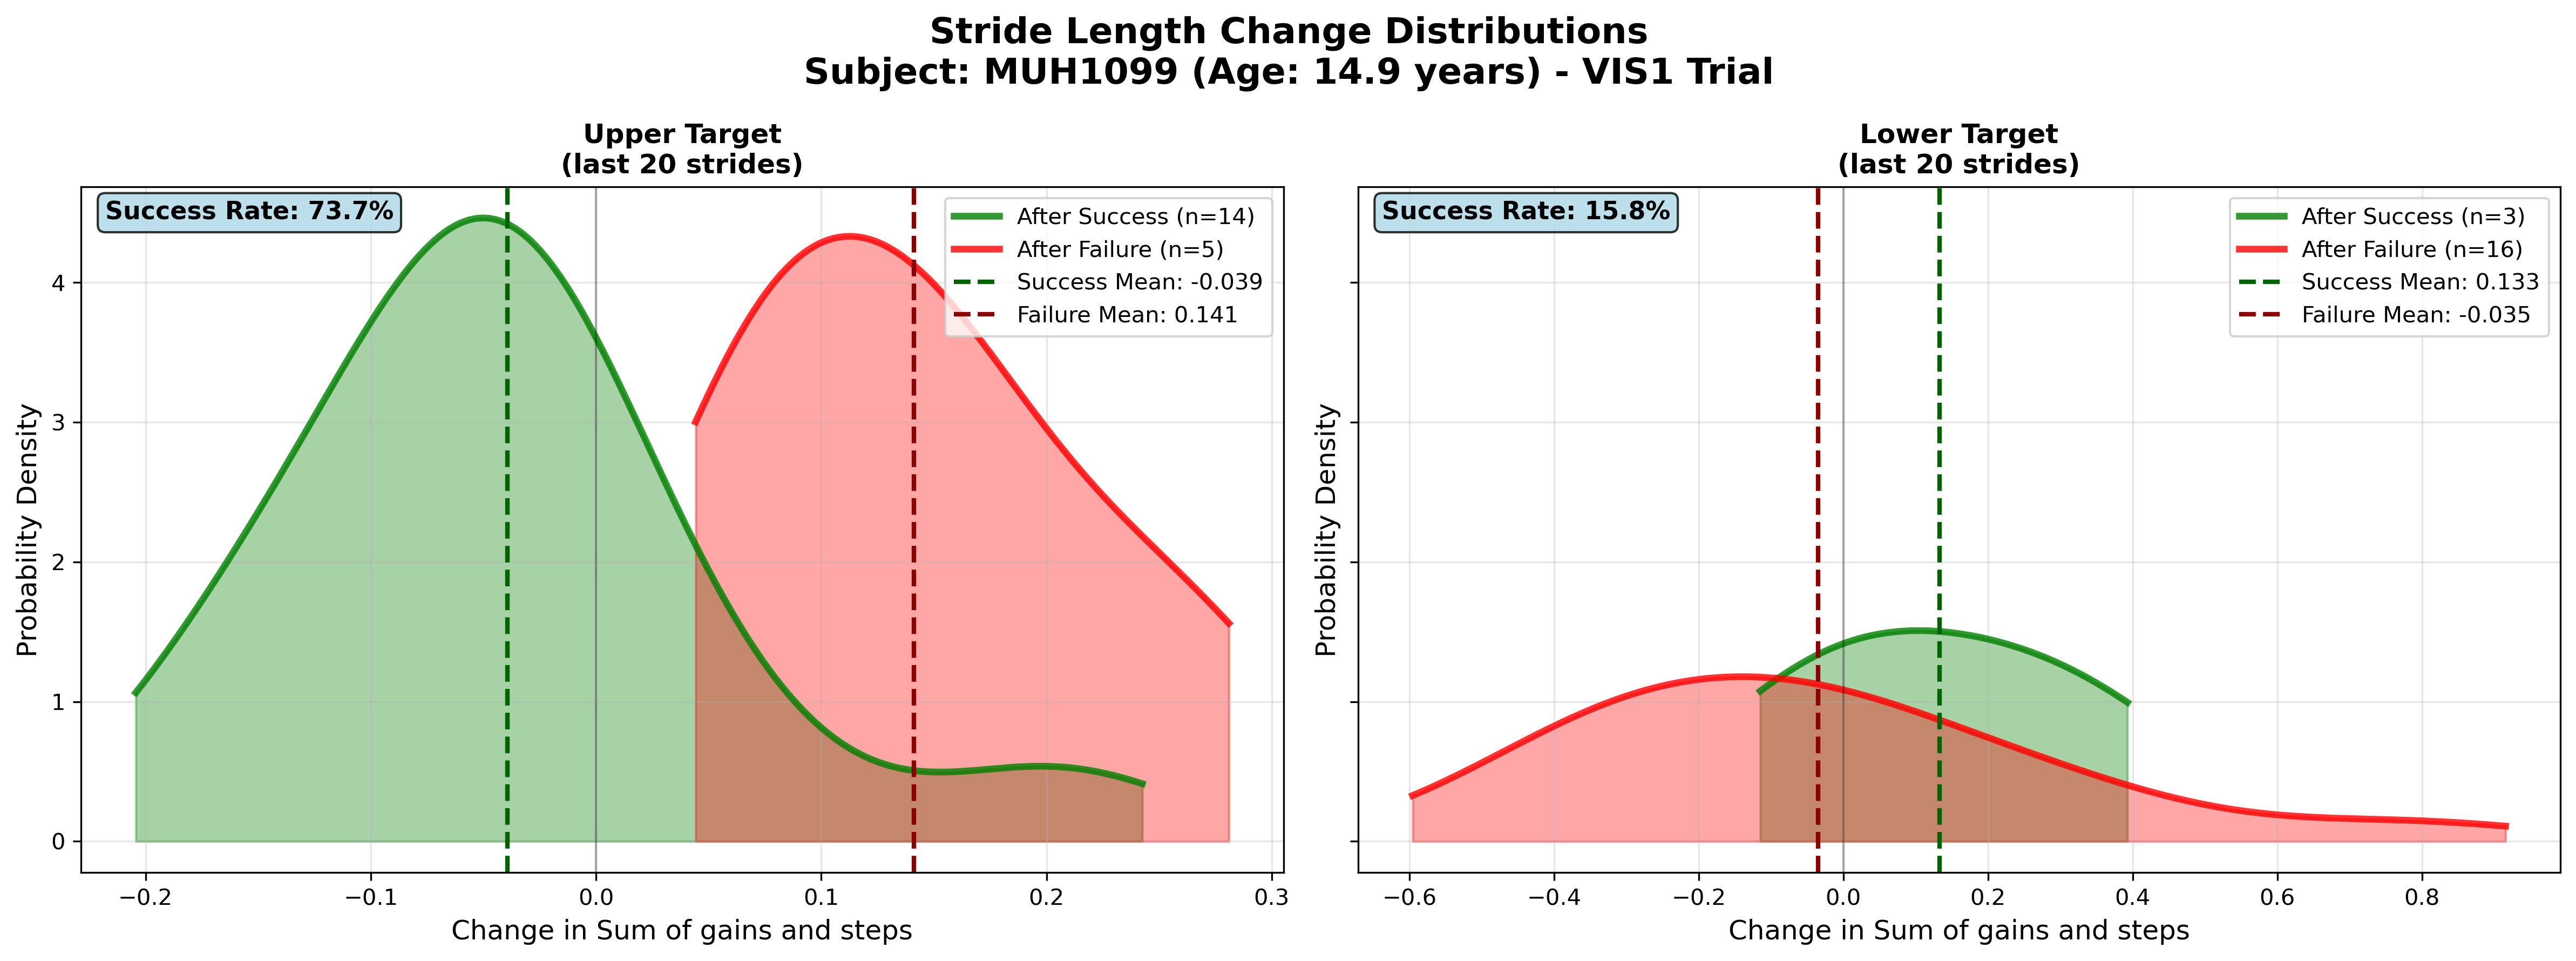 Stride Length Change Distributions
Subject: MUH1099 (Age: 14.9 years) - VIS1 Trial
Upper Target
(last 20 strides)
Success Rate: 73.7%
After Success (n=14)
After Failure (n=5)
Success Mean: -0.039
Failure Mean: 0.141
Probability Density
4
3
2
1
0
−0.2
−0.1
0.0
0.1
0.2
0.3
Change in Sum of gains and steps
Lower Target
(last 20 strides)
Success Rate: 15.8%
After Success (n=3)
After Failure (n=16)
Success Mean: 0.133
Failure Mean: -0.035
Probability Density
−0.6
−0.4
−0.2
0.0
0.2
0.4
0.6
0.8
Change in Sum of gains and steps